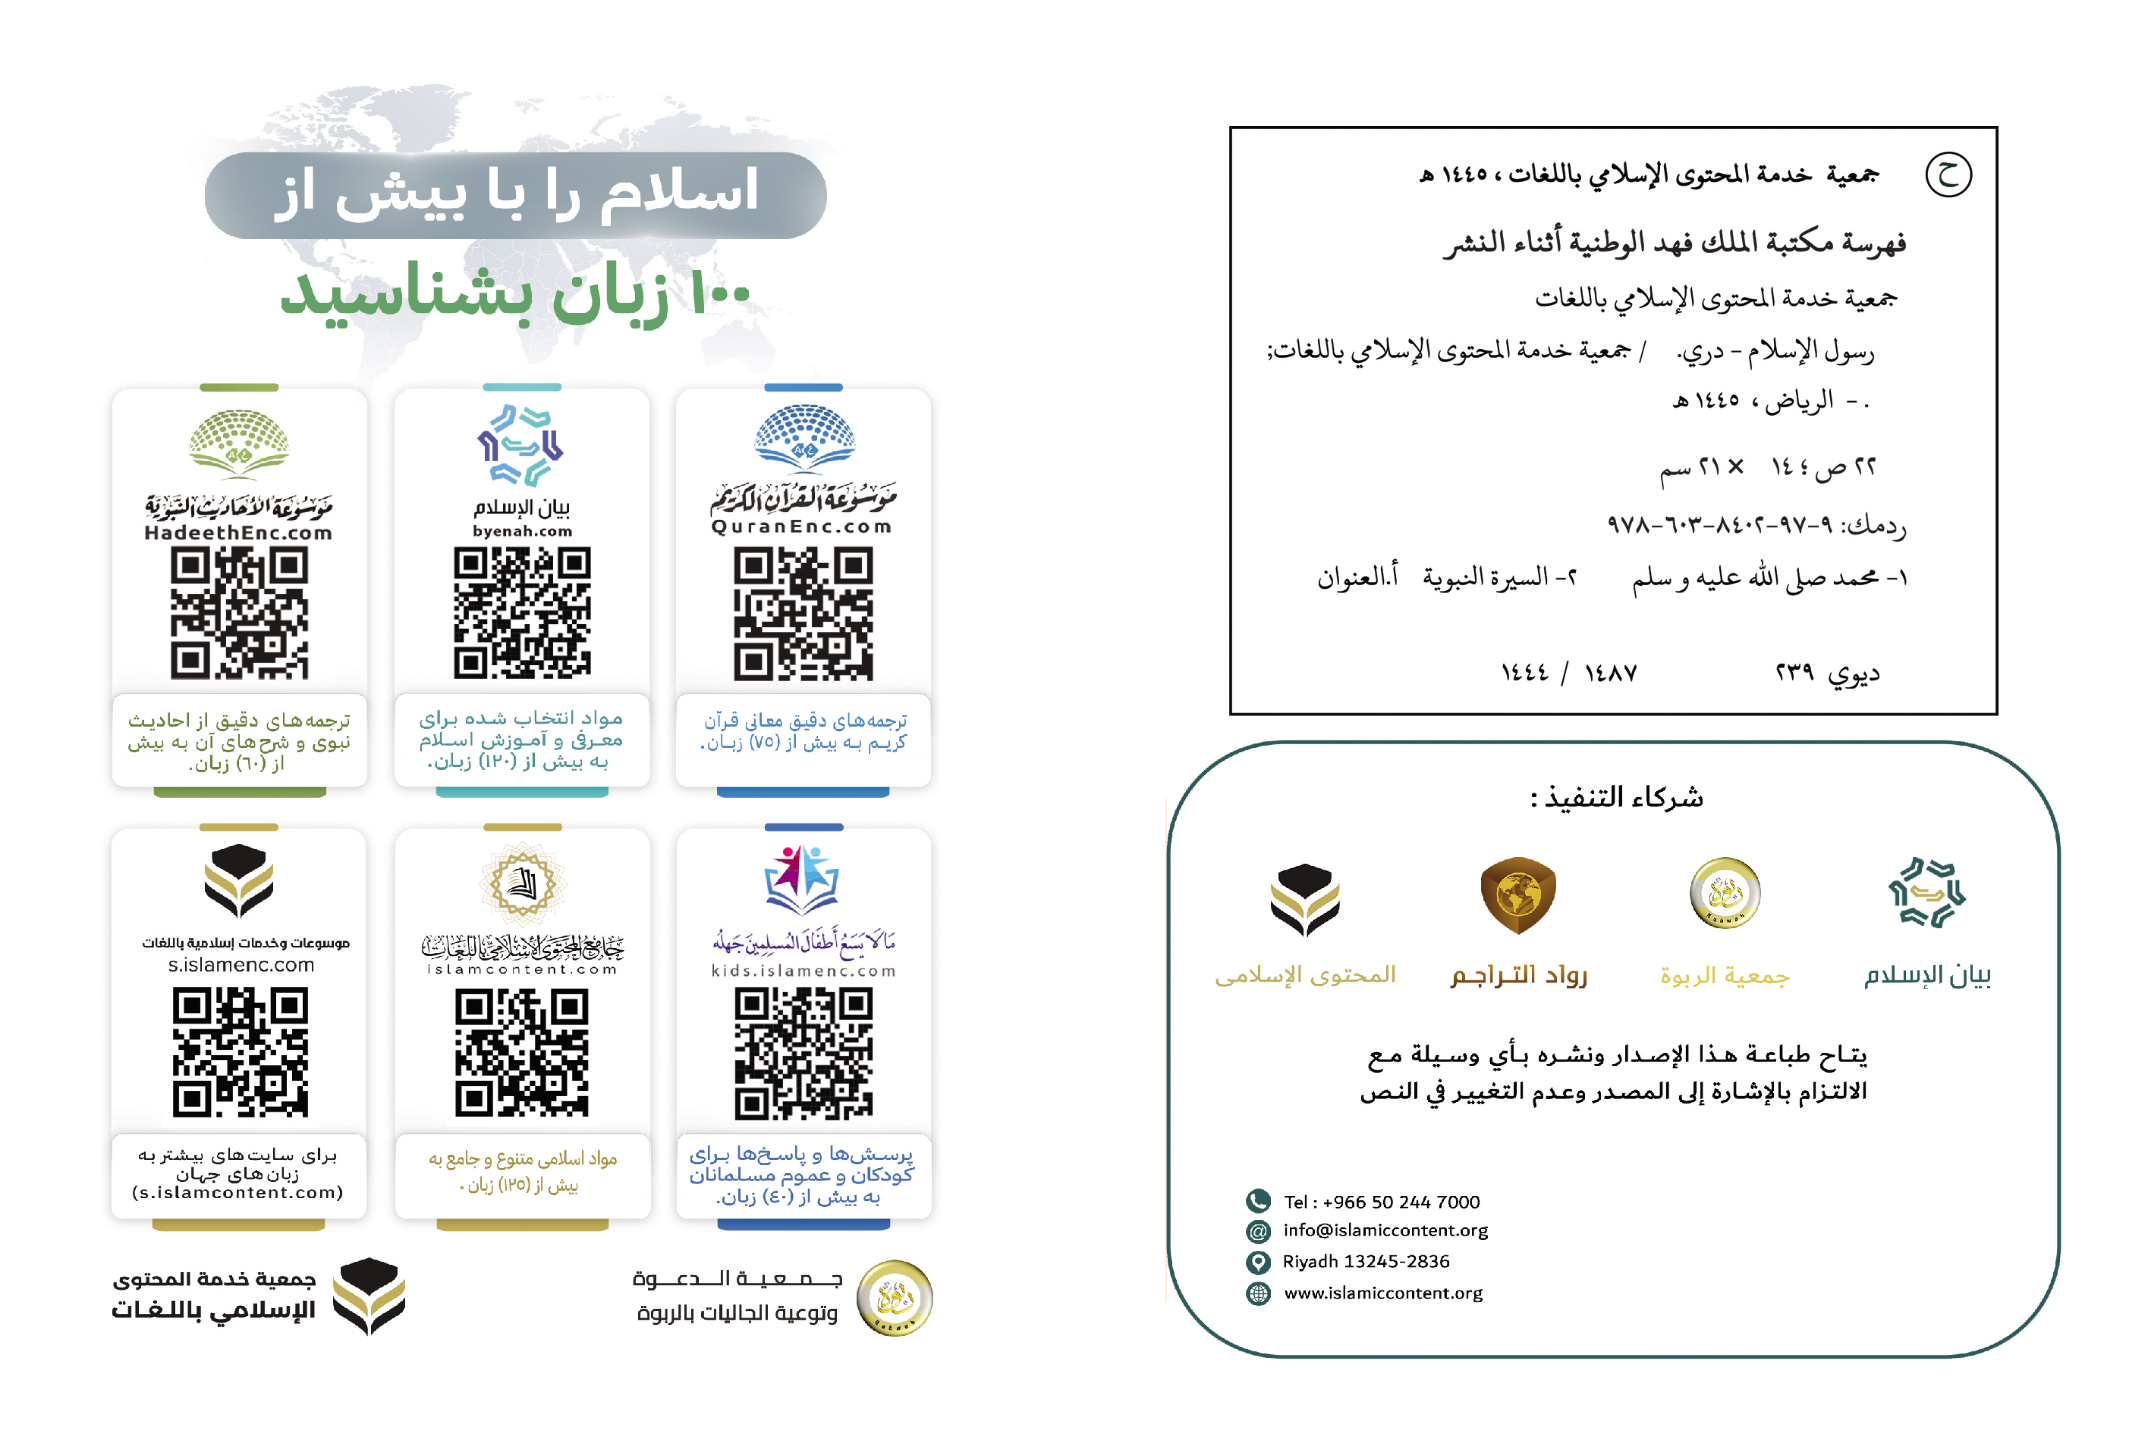 ح
جمعية خدمة المحتوى الإسلامي باللغات ، ١٤٤٥ هـ
فهرسة مكتبة الملك فهد الوطنية أثناء النشر
جمعية خدمة المحتوى الإسلامي باللغات
رسول الإسلام - دري. / جمعية خدمة المحتوى الإسلامي باللغات;
. - الرياض ، ١٤٤٥ هـ
٢٢ ص ؛ ١٤ × ٢١ سم
ردمك: ٩-٩٧-٨٤٠٢-٦٠٣-٩٧٨
١- محمد صلى الله عليه و سلم ٢- السيرة النبوية أ.العنوان
ديوي ٢٣٩ ١٤٨٧ / ١٤٤٤
شركاء التنفيذ :
بيان الإسلام
جمعية الربوة
رواد التراجم
المحتوى الإسلامي
يتاح طباعة هذا الإصدار ونشره بأي وسيلة مع
الالتزام بالإشارة إلى المصدر وعدم التغيير في النص
Tel : +966 50 244 7000
info@islamiccontent.org
Riyadh 13245-2836
www.islamiccontent.org
اسلام را با بیش از
۱۰۰ زبان بشناسید
موسوعة القرآن الكريم
QuranEnc.com
ترجمه‌های دقیق معانی قرآن
کریم به بیش از (۷۵) زبان.
بيان الإسلام
byenah.com
مواد انتخاب شده برای
معرفی و آموزش اسلام
به بیش از (۱۲۰) زبان.
موسوعة الأحاديث النبوية
HadeethEnc.com
ترجمه‌های دقیق از احادیث
نبوی و شرح‌های آن به بیش
از (٦٠) زبان.
ما لا يسع أطفال المسلمين جهله
kids.islamenc.com
پرسش‌ها و پاسخ‌ها برای
کودکان و عموم مسلمانان
به بیش از (٤٠) زبان.
جامع المحتوى الإسلامي باللغات
islamcontent.com
مواد اسلامی متنوع و جامع به
بیش از (۱۲۵) زبان .
موسوعات وخدمات إسلامية باللغات
s.islamenc.com
برای سایت‌های بیشتر به
زبان‌های جهان
(s.islamcontent.com)
جمعية الدعوة
وتوعية الجاليات بالربوة
جمعية خدمة المحتوى
الإسلامي باللغات